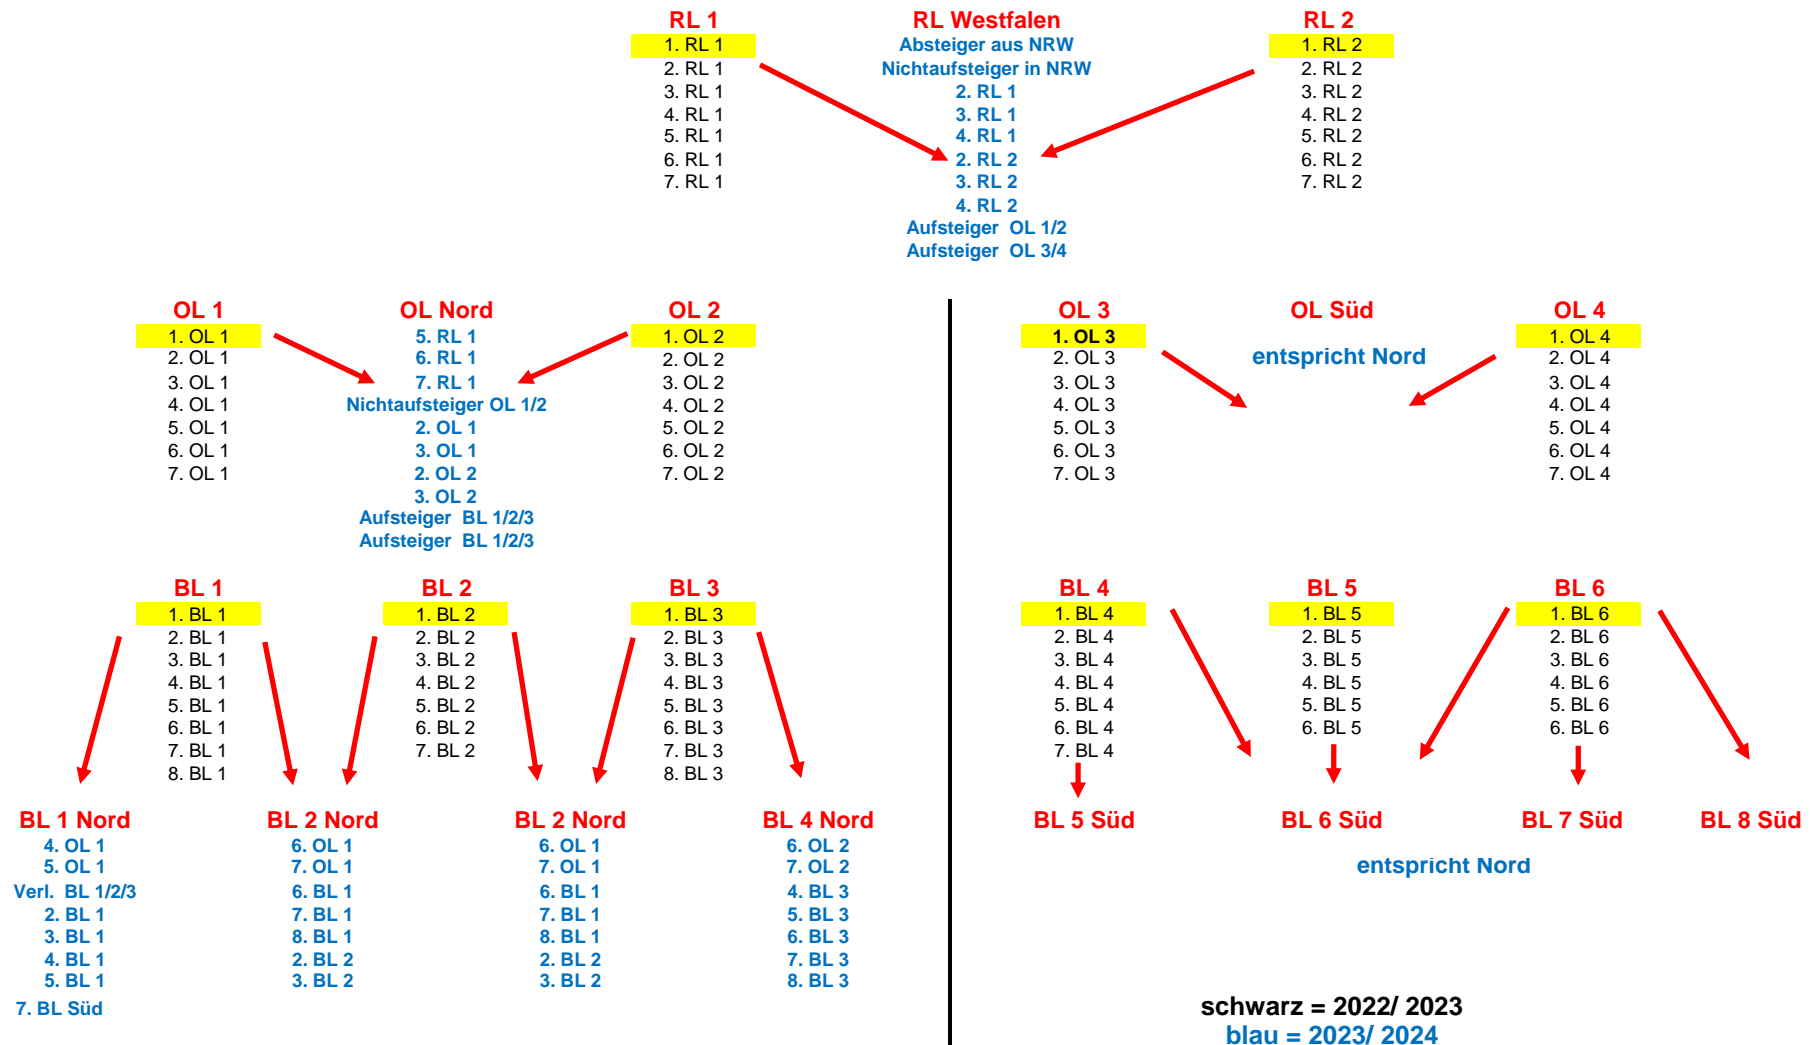 RL 1
1. RL 1
2. RL 1
3. RL 1
4. RL 1
5. RL 1
6. RL 1
7. RL 1
RL Westfalen
Absteiger aus NRW
Nichtaufsteiger in NRW
2. RL 1
3. RL 1
4. RL 1
2. RL 2
3. RL 2
4. RL 2
Aufsteiger OL 1/2
Aufsteiger OL 3/4
RL 2
1. RL 2
2. RL 2
3. RL 2
4. RL 2
5. RL 2
6. RL 2
7. RL 2
OL 1
1. OL 1
2. OL 1
3. OL 1
4. OL 1
5. OL 1
6. OL 1
7. OL 1
OL Nord
5. RL 1
6. RL 1
7. RL 1
Nichtaufsteiger OL 1/2
2. OL 1
3. OL 1
2. OL 2
3. OL 2
Aufsteiger BL 1/2/3
Aufsteiger BL 1/2/3
OL 2
1. OL 2
2. OL 2
3. OL 2
4. OL 2
5. OL 2
6. OL 2
7. OL 2
OL 3
1. OL 3
2. OL 3
3. OL 3
4. OL 3
5. OL 3
6. OL 3
7. OL 3
OL Süd
entspricht Nord
OL 4
1. OL 4
2. OL 4
3. OL 4
4. OL 4
5. OL 4
6. OL 4
7. OL 4
BL 1
1. BL 1
2. BL 1
3. BL 1
4. BL 1
5. BL 1
6. BL 1
7. BL 1
8. BL 1
BL 2
1. BL 2
2. BL 2
3. BL 2
4. BL 2
5. BL 2
6. BL 2
7. BL 2
BL 3
1. BL 3
2. BL 3
3. BL 3
4. BL 3
5. BL 3
6. BL 3
7. BL 3
8. BL 3
BL 4
1. BL 4
2. BL 4
3. BL 4
4. BL 4
5. BL 4
6. BL 4
7. BL 4
BL 5
1. BL 5
2. BL 5
3. BL 5
4. BL 5
5. BL 5
6. BL 5
BL 6
1. BL 6
2. BL 6
3. BL 6
4. BL 6
5. BL 6
6. BL 6
BL 1 Nord
4. OL 1
5. OL 1
Verl. BL 1/2/3
2. BL 1
3. BL 1
4. BL 1
5. BL 1
7. BL Süd
BL 2 Nord
6. OL 1
7. OL 1
6. BL 1
7. BL 1
8. BL 1
2. BL 2
3. BL 2
BL 2 Nord
6. OL 1
7. OL 1
6. BL 1
7. BL 1
8. BL 1
2. BL 2
3. BL 2
BL 4 Nord
6. OL 2
7. OL 2
4. BL 3
5. BL 3
6. BL 3
7. BL 3
8. BL 3
BL 5 Süd
BL 6 Süd
BL 7 Süd
BL 8 Süd
entspricht Nord
schwarz = 2022/ 2023
blau = 2023/ 2024